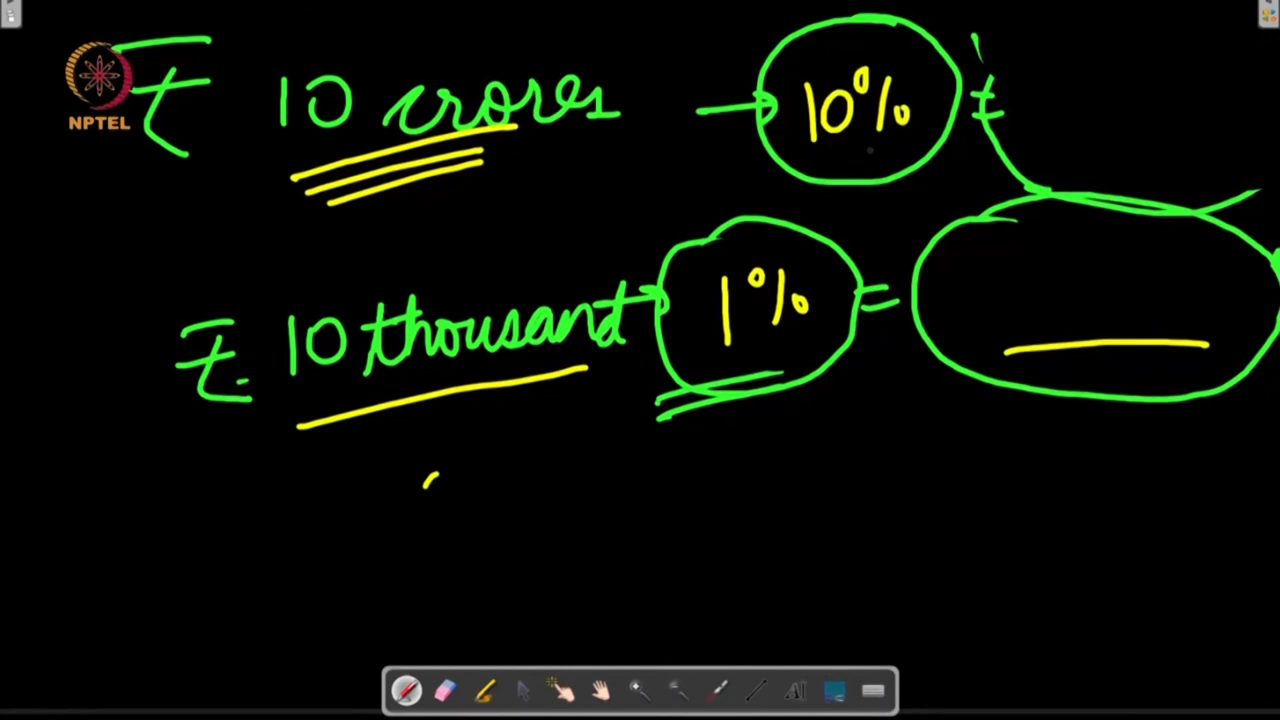 ₹ 10 crores → 10%
NPTEL
₹ 10 thousand → 1% =